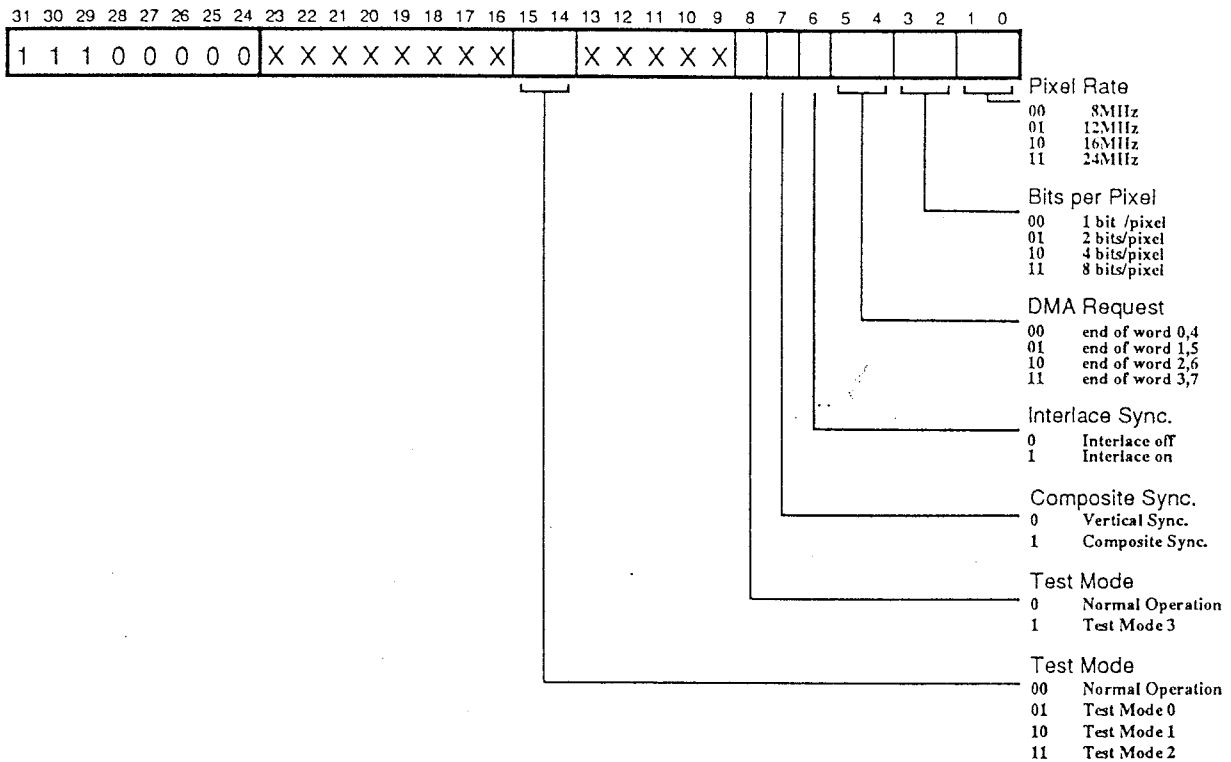 31 30 29 28 27 26 25 24 23 22 21 20 19 18 17 16 15 14 13 12 11 10 9 8 7 6 5 4 3 2 1 0
1 1 1 0 0 0 0 0 X X X X X X X X X X X X X
Pixel Rate
00 8MHz
01 12MHz
10 16MHz
11 24MHz
Bits per Pixel
00 1 bit /pixel
01 2 bits/pixel
10 4 bits/pixel
11 8 bits/pixel
DMA Request
00 end of word 0,4
01 end of word 1,5
10 end of word 2,6
11 end of word 3,7
Interlace Sync.
0 Interlace off
1 Interlace on
Composite Sync.
0 Vertical Sync.
1 Composite Sync.
Test Mode
0 Normal Operation
1 Test Mode 3
Test Mode
00 Normal Operation
01 Test Mode 0
10 Test Mode 1
11 Test Mode 2